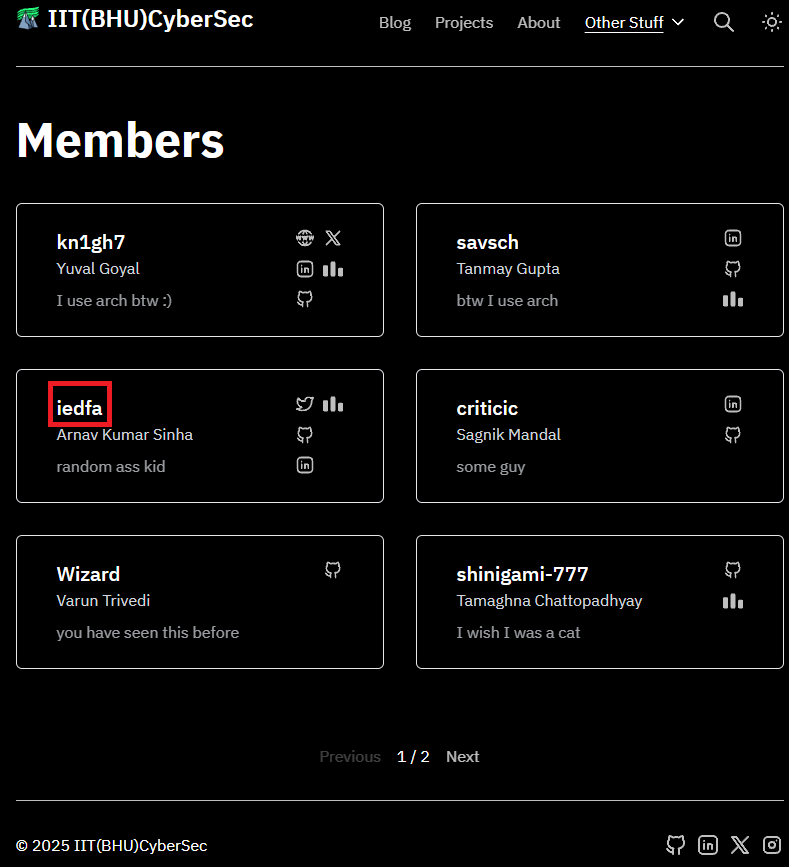 IIT(BHU)CyberSec
Blog Projects About Other Stuff
Members
kn1gh7
Yuval Goyal
I use arch btw :)
savsch
Tanmay Gupta
btw I use arch
iedfa
Arnav Kumar Sinha
random ass kid
criticic
Sagnik Mandal
some guy
Wizard
Varun Trivedi
you have seen this before
shinigami-777
Tamaghna Chattopadhyay
I wish I was a cat
Previous 1 / 2 Next
© 2025 IIT(BHU)CyberSec